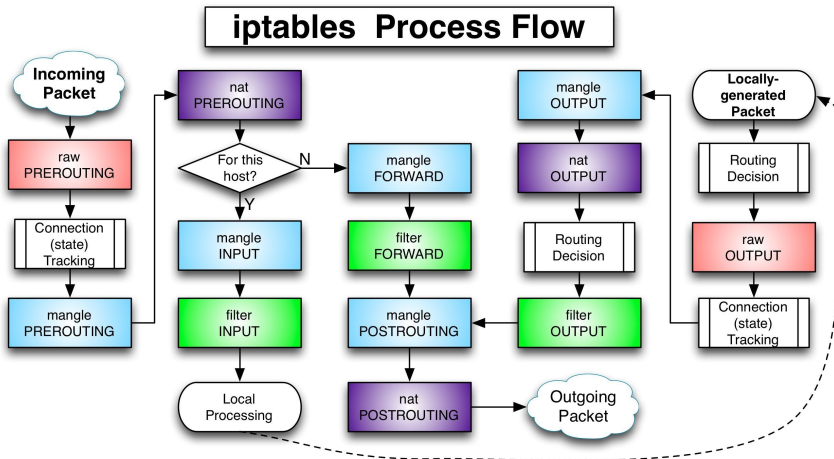 iptables Process Flow
Incoming
Packet
raw
PREROUTING
Connection
(state)
Tracking
mangle
PREROUTING
nat
PREROUTING
For this
host?
N
Y
mangle
INPUT
filter
INPUT
Local
Processing
mangle
FORWARD
filter
FORWARD
mangle
POSTROUTING
nat
POSTROUTING
Outgoing
Packet
mangle
OUTPUT
nat
OUTPUT
Routing
Decision
filter
OUTPUT
Locally-
generated
Packet
Routing
Decision
raw
OUTPUT
Connection
(state)
Tracking